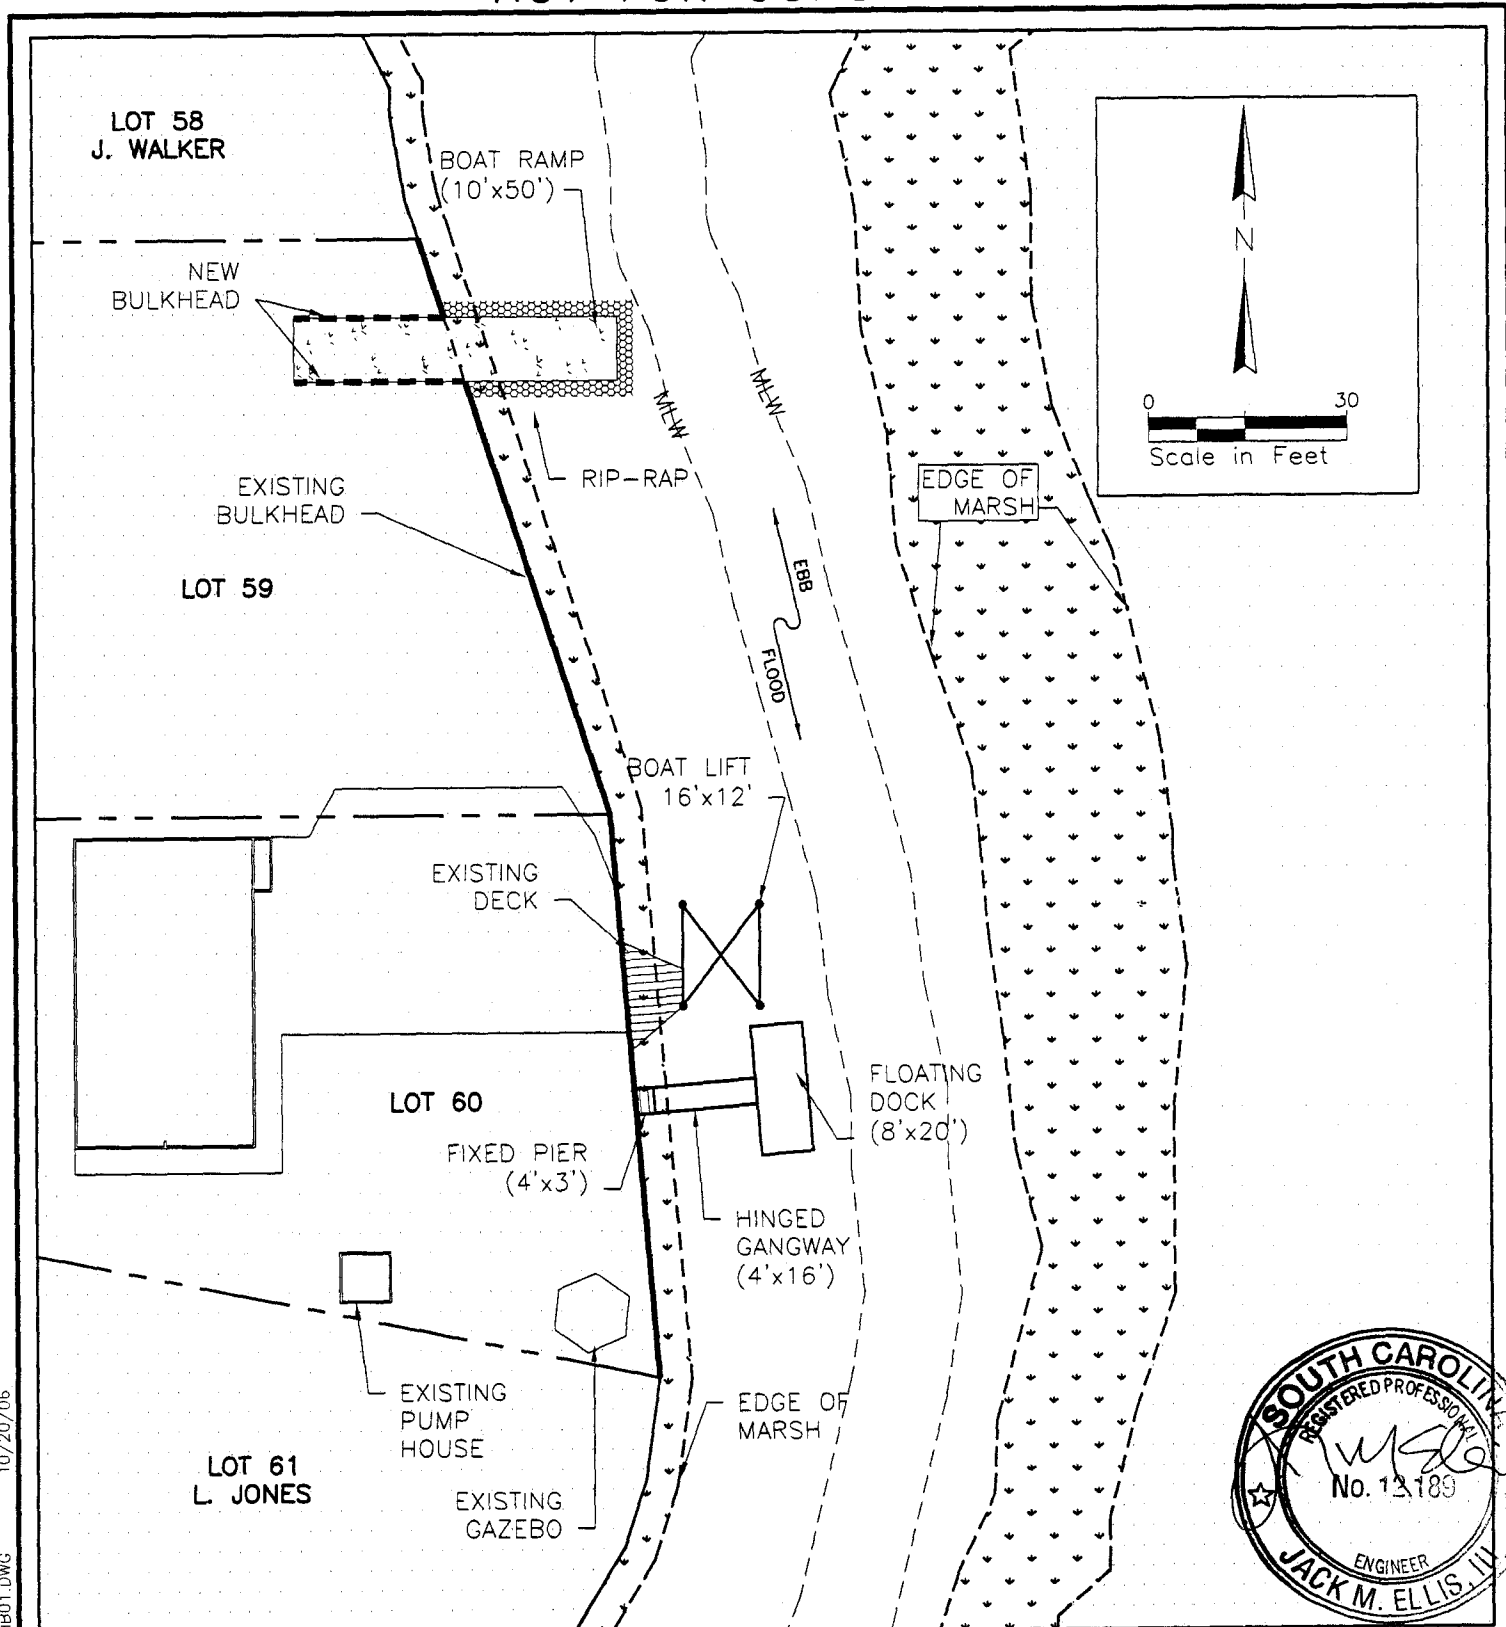 LOT 58
J. WALKER
BOAT RAMP
(10'x50')
NEW
BULKHEAD
N
0 30
Scale in Feet
MLW
MLW
RIP-RAP
EDGE OF
MARSH
EXISTING
BULKHEAD
LOT 59
EBB
FLOOD
BOAT LIFT
16'x12'
EXISTING
DECK
LOT 60
FLOATING
DOCK
(8'x20')
FIXED PIER
(4'x3')
HINGED
GANGWAY
(4'x16')
EXISTING
PUMP
HOUSE
EDGE OF
MARSH
LOT 61
L. JONES
EXISTING
GAZEBO
SOUTH CAROLIN
REGISTERED PROFESSIONAL
No. 13189
ENGINEER
JACK M. ELLIS, III
10/20/06